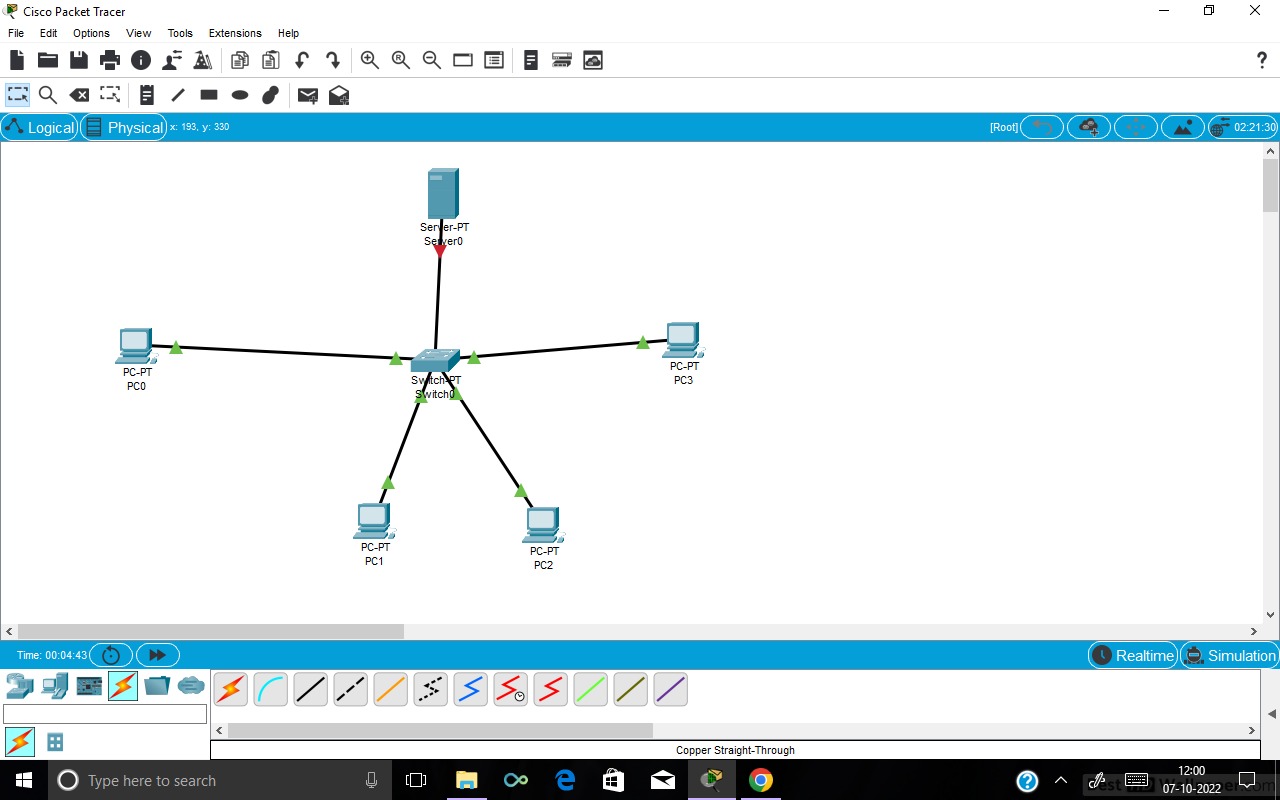 Cisco Packet Tracer
File Edit Options View Tools Extensions Help
Logical Physical x: 193, y: 330 [Root] 02:21:30
Server-PT
Server0
PC-PT
PC0
Switch-PT
Switch0
PC-PT
PC3
PC-PT
PC1
PC-PT
PC2
Time: 00:04:43 Realtime Simulation
Copper Straight-Through
Type here to search
12:00
07-10-2022